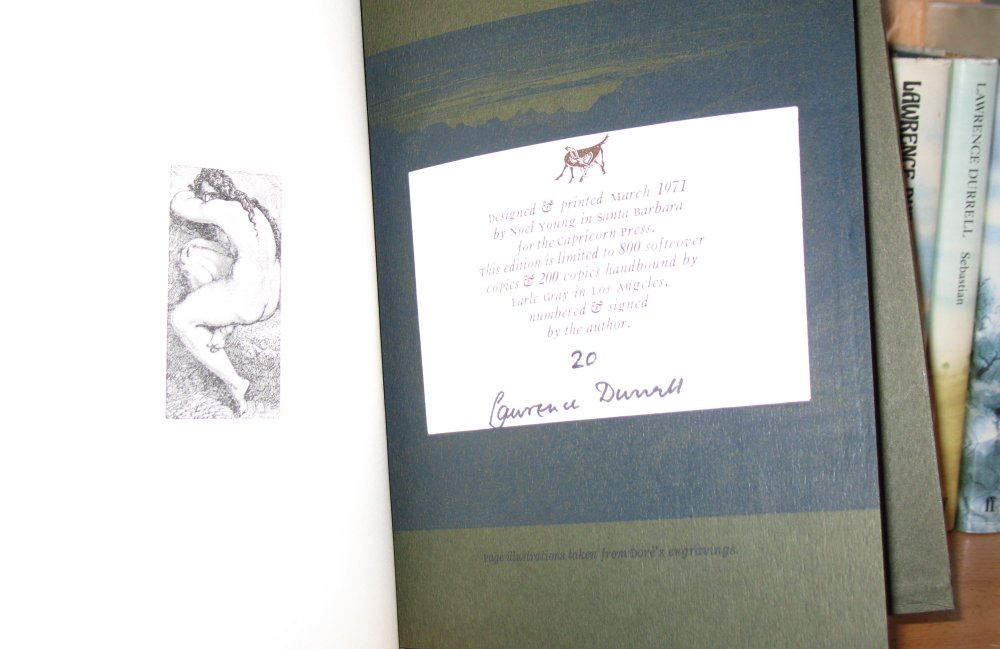 Designed & printed March 1971
by Noel Young in Santa Barbara
for the Capricorn Press.
This edition is limited to 800 softcover
copies & 200 copies handbound by
Earle Gray in Los Angeles,
numbered & signed
by the author.
20
Lawrence Durrell
Page illustrations taken from Doré's engravings.
LAWRENCE
LAWRENCE DURRELL Sebastian
ff